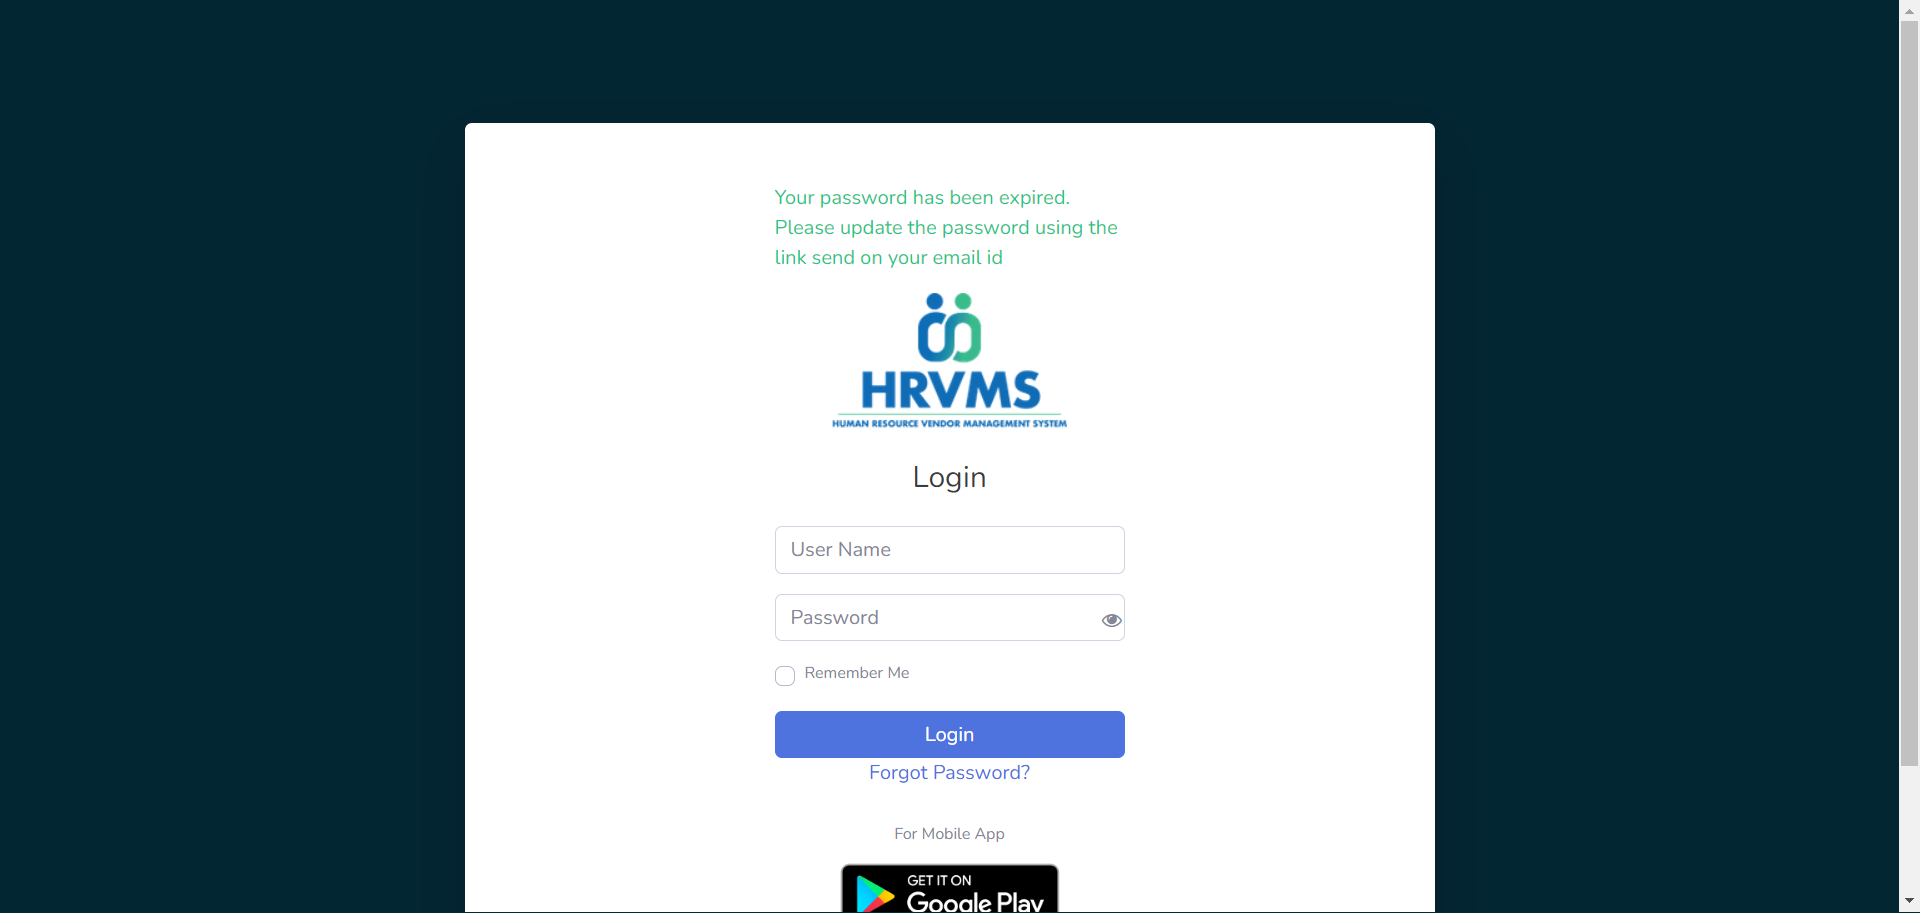 Your password has been expired.
Please update the password using the
link send on your email id
HRVMS
HUMAN RESOURCE VENDOR MANAGEMENT SYSTEM
Login
User Name
Password
Remember Me
Login
Forgot Password?
For Mobile App
GET IT ON
Google Play